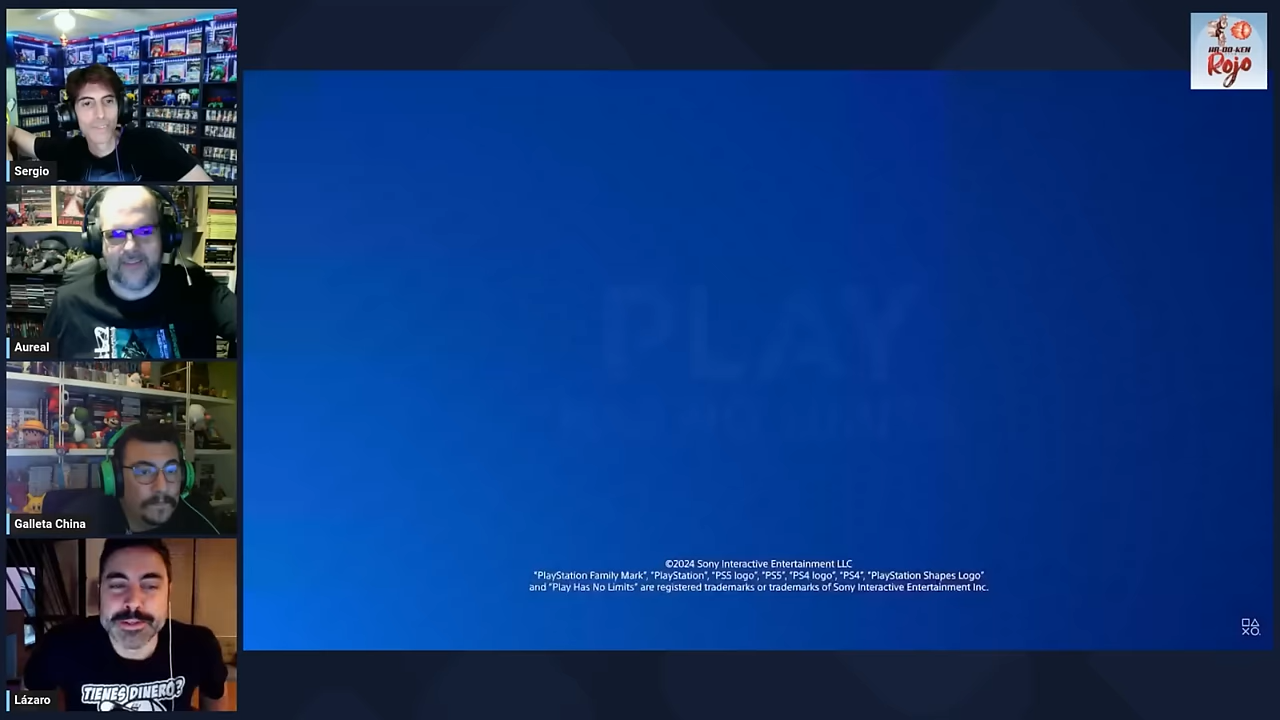 Sergio
Aureal
Galleta China
TIENES DINERO?
Lázaro
HA-DO-KEN
Rojo
PLAY
©2024 Sony Interactive Entertainment LLC
"PlayStation Family Mark", "PlayStation", "PS5 logo", "PS5", "PS4 logo", "PS4", "PlayStation Shapes Logo"
and "Play Has No Limits" are registered trademarks or trademarks of Sony Interactive Entertainment Inc.